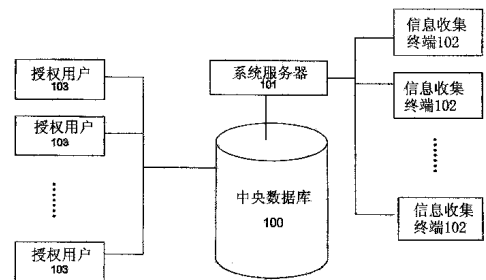 信息收集
终端102
系统服务器
101
授权用户
103
信息收集
终端102
授权用户
103
中央数据库
100
信息收集
终端102
授权用户
103